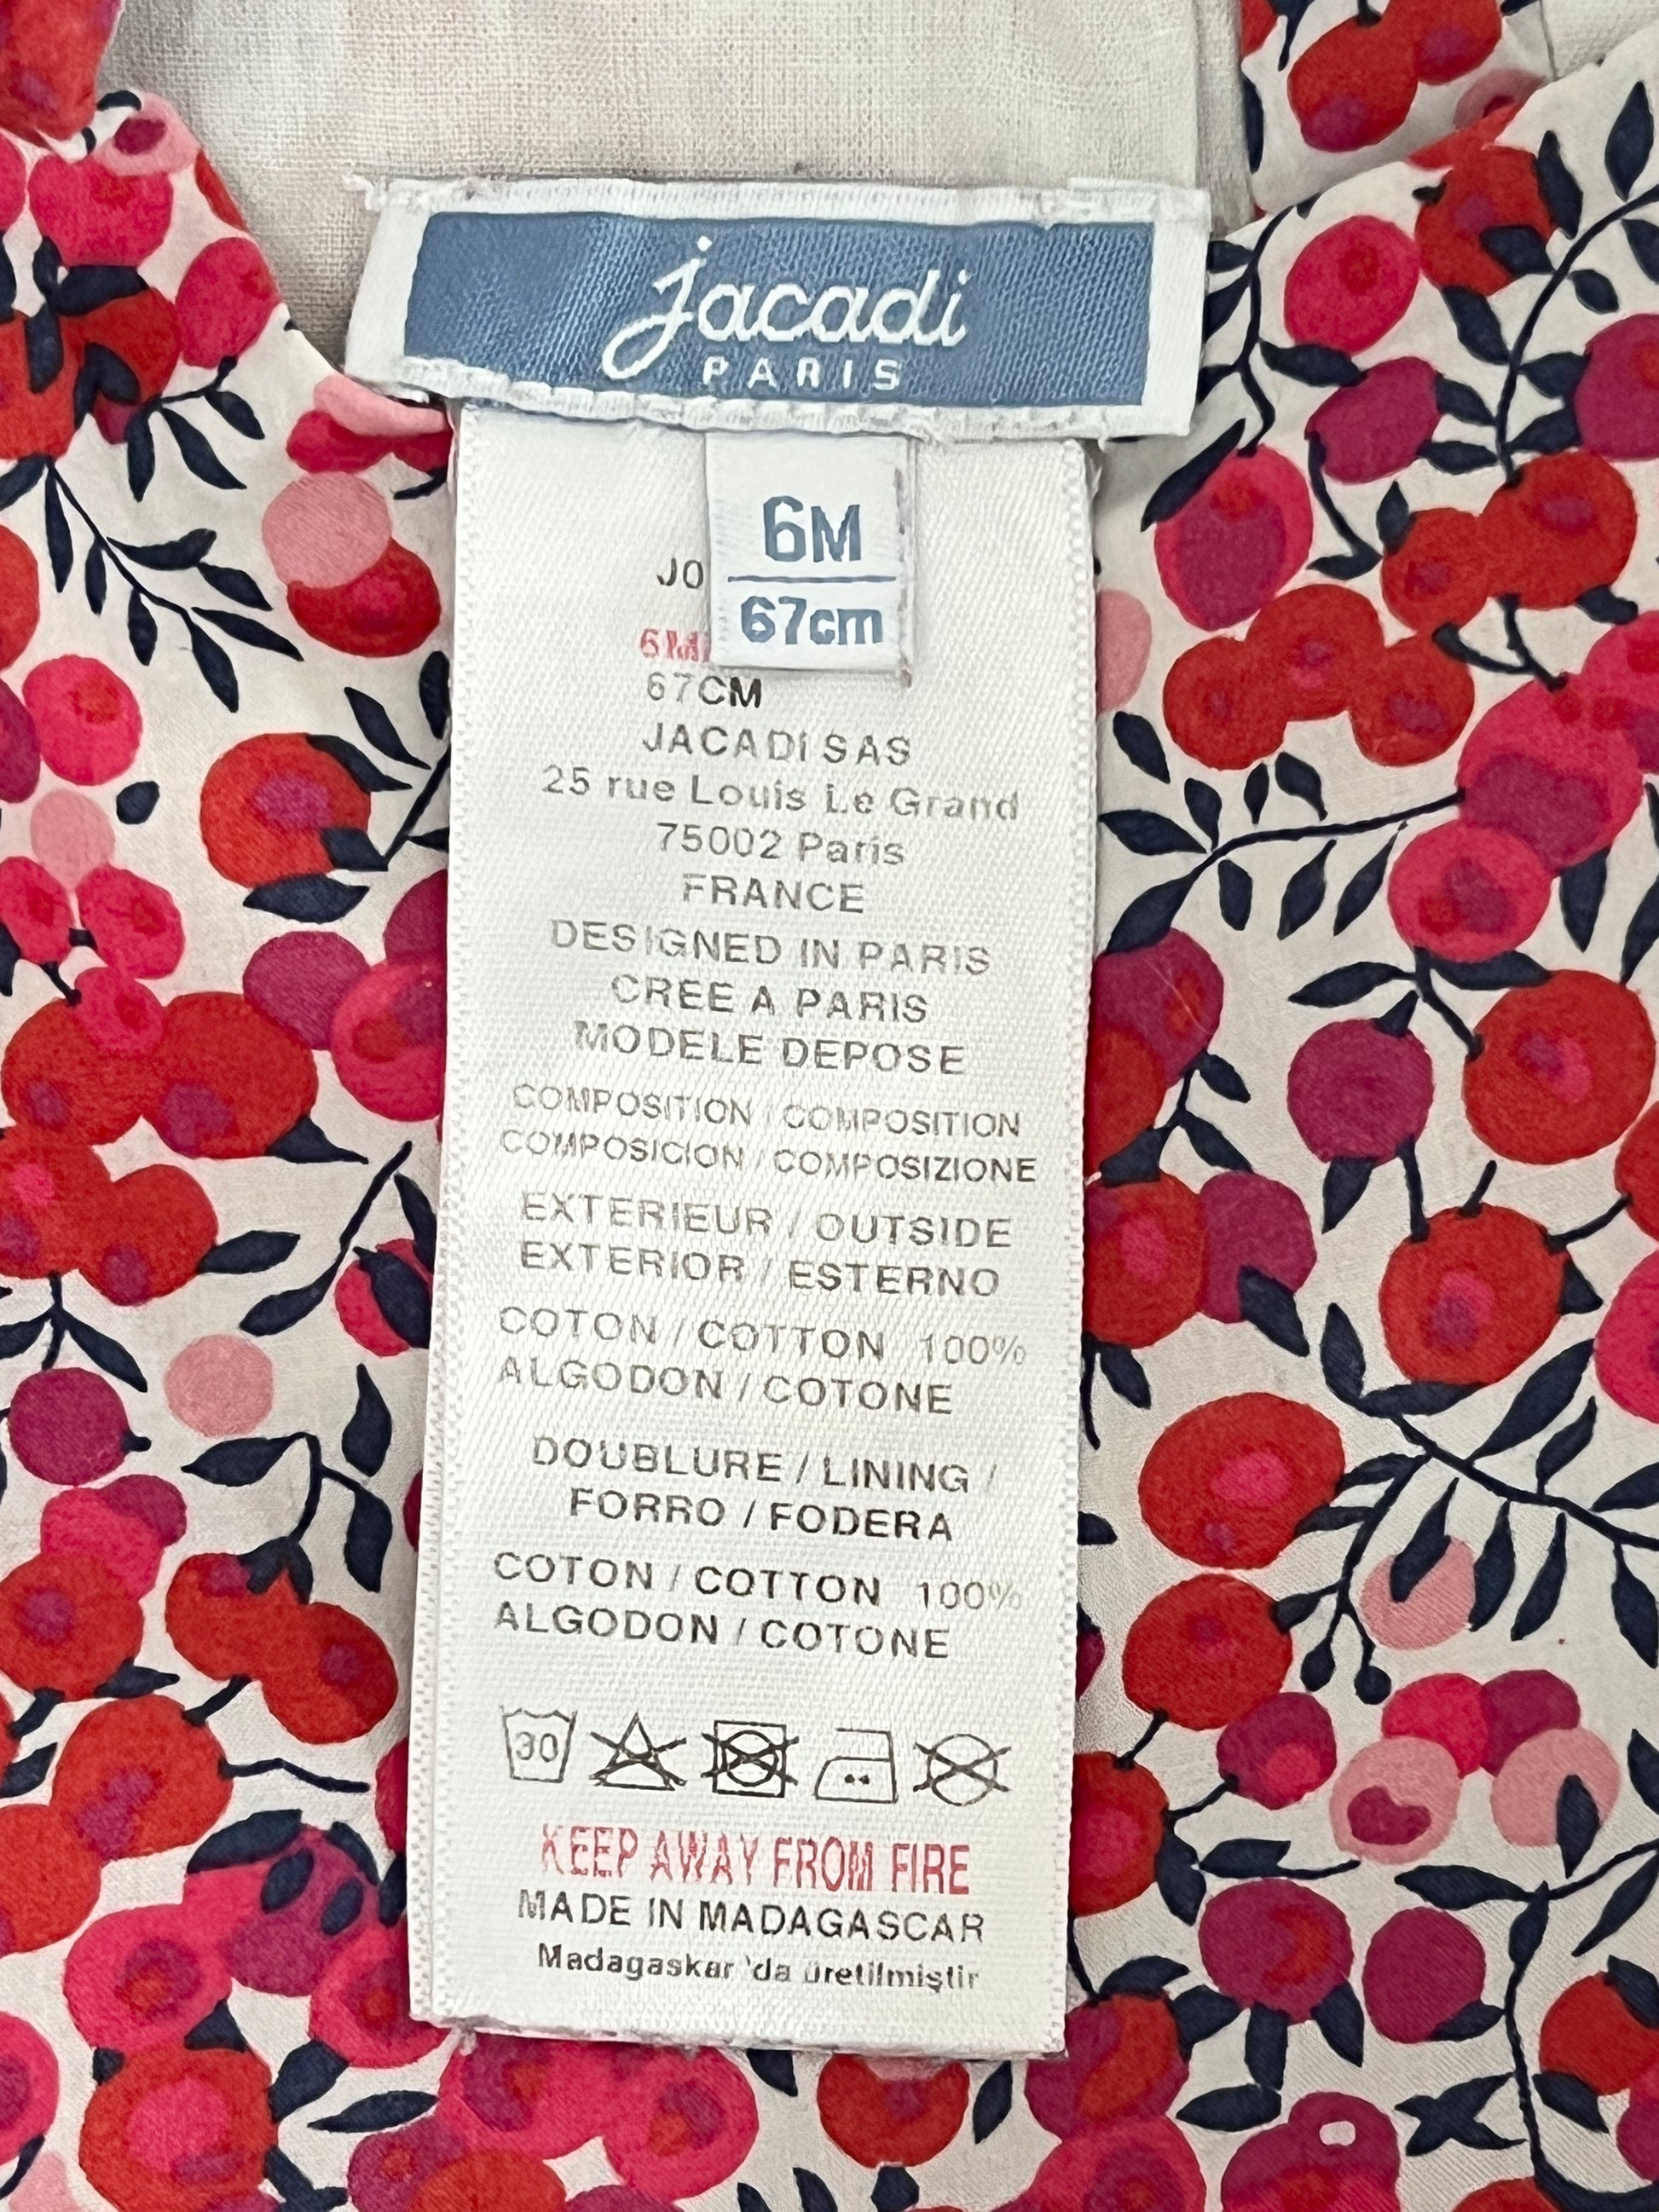 jacadi
PARIS
6M
67cm
JO
6M
67CM
JACADI SAS
25 rue Louis Le Grand
75002 Paris
FRANCE
DESIGNED IN PARIS
CREE A PARIS
MODELE DEPOSE
COMPOSITION / COMPOSITION
COMPOSICION / COMPOSIZIONE
EXTERIEUR / OUTSIDE
EXTERIOR / ESTERNO
COTON / COTTON 100%
ALGODON / COTONE
DOUBLURE / LINING /
FORRO / FODERA
COTON / COTTON 100%
ALGODON / COTONE
30
KEEP AWAY FROM FIRE
MADE IN MADAGASCAR
Madagaskar 'da üretilmiştir